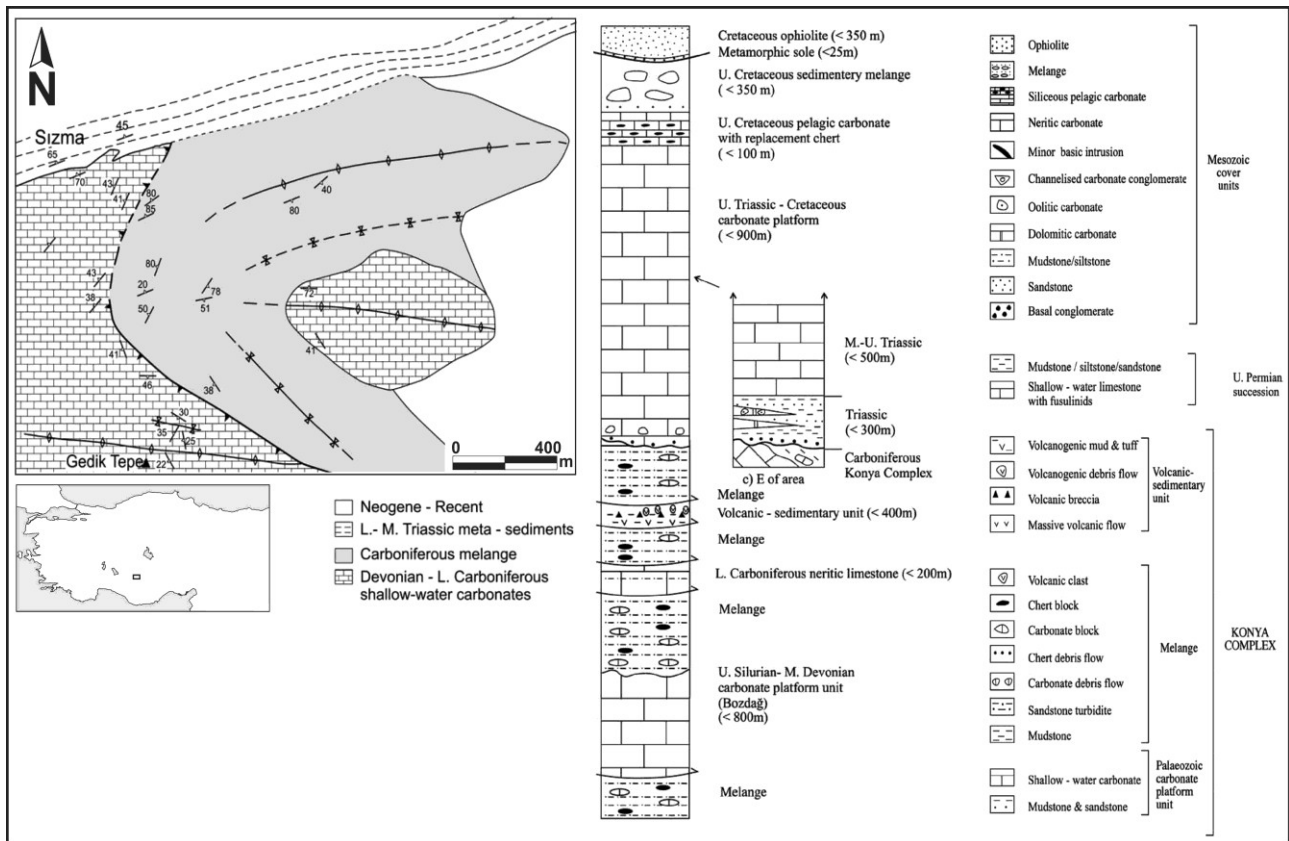 N
Sızma
45
65
70
43
41
80
85
40
80
80
43
20
38
50
78
51
72
41
41
46
38
30
35
25
Gedik Tepe
22
0 400
m
Neogene - Recent
L.- M. Triassic meta - sediments
Carboniferous melange
Devonian - L. Carboniferous
shallow-water carbonates
Cretaceous ophiolite (< 350 m)
Metamorphic sole (<25m)
U. Cretaceous sedimentery melange
(< 350 m)
U. Cretaceous pelagic carbonate
with replacement chert
(< 100 m)
U. Triassic - Cretaceous
carbonate platform
(< 900m)
M.-U. Triassic
(< 500m)
Triassic
(< 300m)
Carboniferous
Konya Complex
c) E of area
Melange
Volcanic - sedimentary unit (< 400m)
Melange
L. Carboniferous neritic limestone (< 200m)
Melange
U. Silurian- M. Devonian
carbonate platform unit
(Bozdağ)
(< 800m)
Melange
Ophiolite
Melange
Siliceous pelagic carbonate
Neritic carbonate
Minor basic intrusion
Channelised carbonate conglomerate
Oolitic carbonate
Dolomitic carbonate
Mudstone/siltstone
Sandstone
Basal conglomerate
Mesozoic
cover
units
Mudstone / siltstone/sandstone
Shallow - water limestone
with fusulinids
U. Permian
succession
Volcanogenic mud & tuff
Volcanogenic debris flow
Volcanic breccia
Massive volcanic flow
Volcanic-
sedimentary
unit
Volcanic clast
Chert block
Carbonate block
Chert debris flow
Carbonate debris flow
Sandstone turbidite
Mudstone
Melange
Shallow - water carbonate
Mudstone & sandstone
Palaeozoic
carbonate
platform
unit
KONYA
COMPLEX